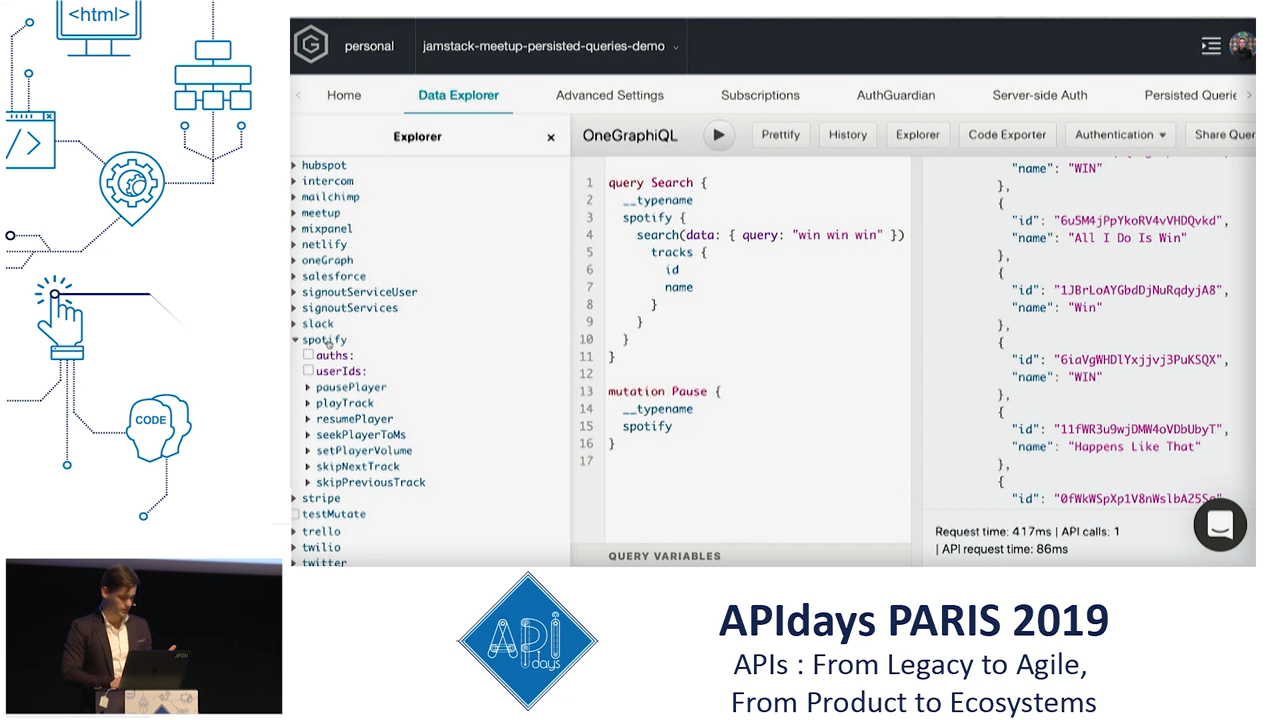 <html>
</>
CODE
personal
jamstack-meetup-persisted-queries-demo
Home
Data Explorer
Advanced Settings
Subscriptions
AuthGuardian
Server-side Auth
Persisted Querie
Explorer
x
hubspot
intercom
mailchimp
meetup
mixpanel
netlify
oneGraph
salesforce
signoutServiceUser
signoutServices
slack
spotify
auths:
userIds:
pausePlayer
playTrack
resumePlayer
seekPlayerToMs
setPlayerVolume
skipNextTrack
skipPreviousTrack
stripe
testMutate
trello
twilio
twitter
OneGraphiQL
Prettify
History
Explorer
Code Exporter
Authentication
Share Quer
1 query Search {
2 __typename
3 spotify {
4 search(data: { query: "win win win" })
5 tracks {
6 id
7 name
8 }
9 }
10 }
11 }
12
13 mutation Pause {
14 __typename
15 spotify
16 }
17
QUERY VARIABLES
"name": "WIN"
},
{
"id": "6u5M4jPpYkoRV4vVHDQvkd",
"name": "All I Do Is Win"
},
{
"id": "1JBrLoAYGbdDjNuRqdyjA8",
"name": "Win"
},
{
"id": "6iaVgWHDlYxjjvj3PuKSQX",
"name": "WIN"
},
{
"id": "11fWR3u9wjDMW4oVDbUbyT",
"name": "Happens Like That"
},
{
"id":
Request time: 417ms | API calls: 1
| API request time: 86ms
API
days
APIdays PARIS 2019
APIs : From Legacy to Agile,
From Product to Ecosystems